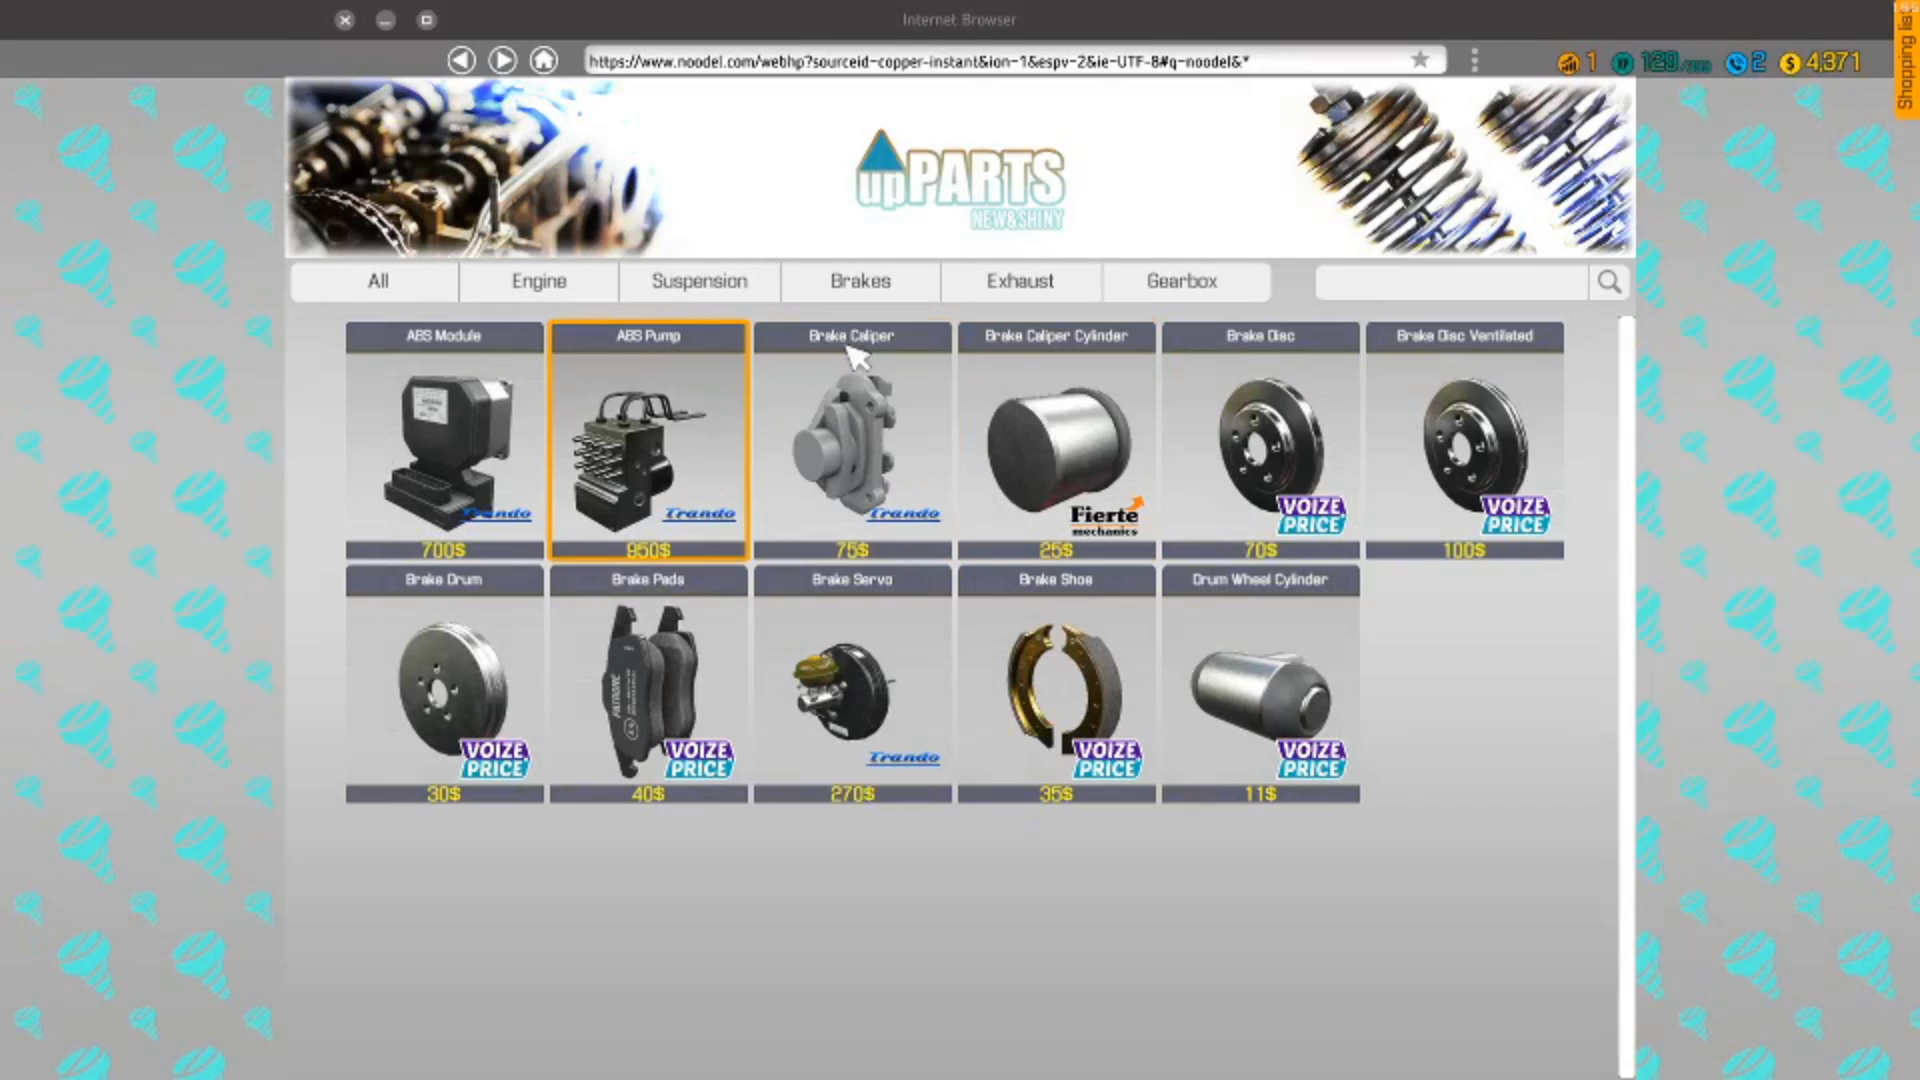 Internet Browser
https://www.noodel.com/webhp?sourceid-copper-instant&ion-1&espv-2&ie-UTF-8#q-noodel&*
1
2
4,371
Shopping list
upPARTS
NEW&SHINY
All
Engine
Suspension
Brakes
Exhaust
Gearbox
ABS Module
ABS Pump
Brake Caliper
Brake Caliper Cylinder
Brake Disc
Brake Disc Ventilated
Trando
Trando
Trando
Fierte
mechanics
VOIZE
PRICE
VOIZE
PRICE
700$
950$
75$
25$
70$
100$
Brake Drum
Brake Pads
Brake Servo
Brake Shoe
Drum Wheel Cylinder
VOIZE
PRICE
VOIZE
PRICE
Trando
VOIZE
PRICE
VOIZE
PRICE
30$
40$
270$
35$
11$